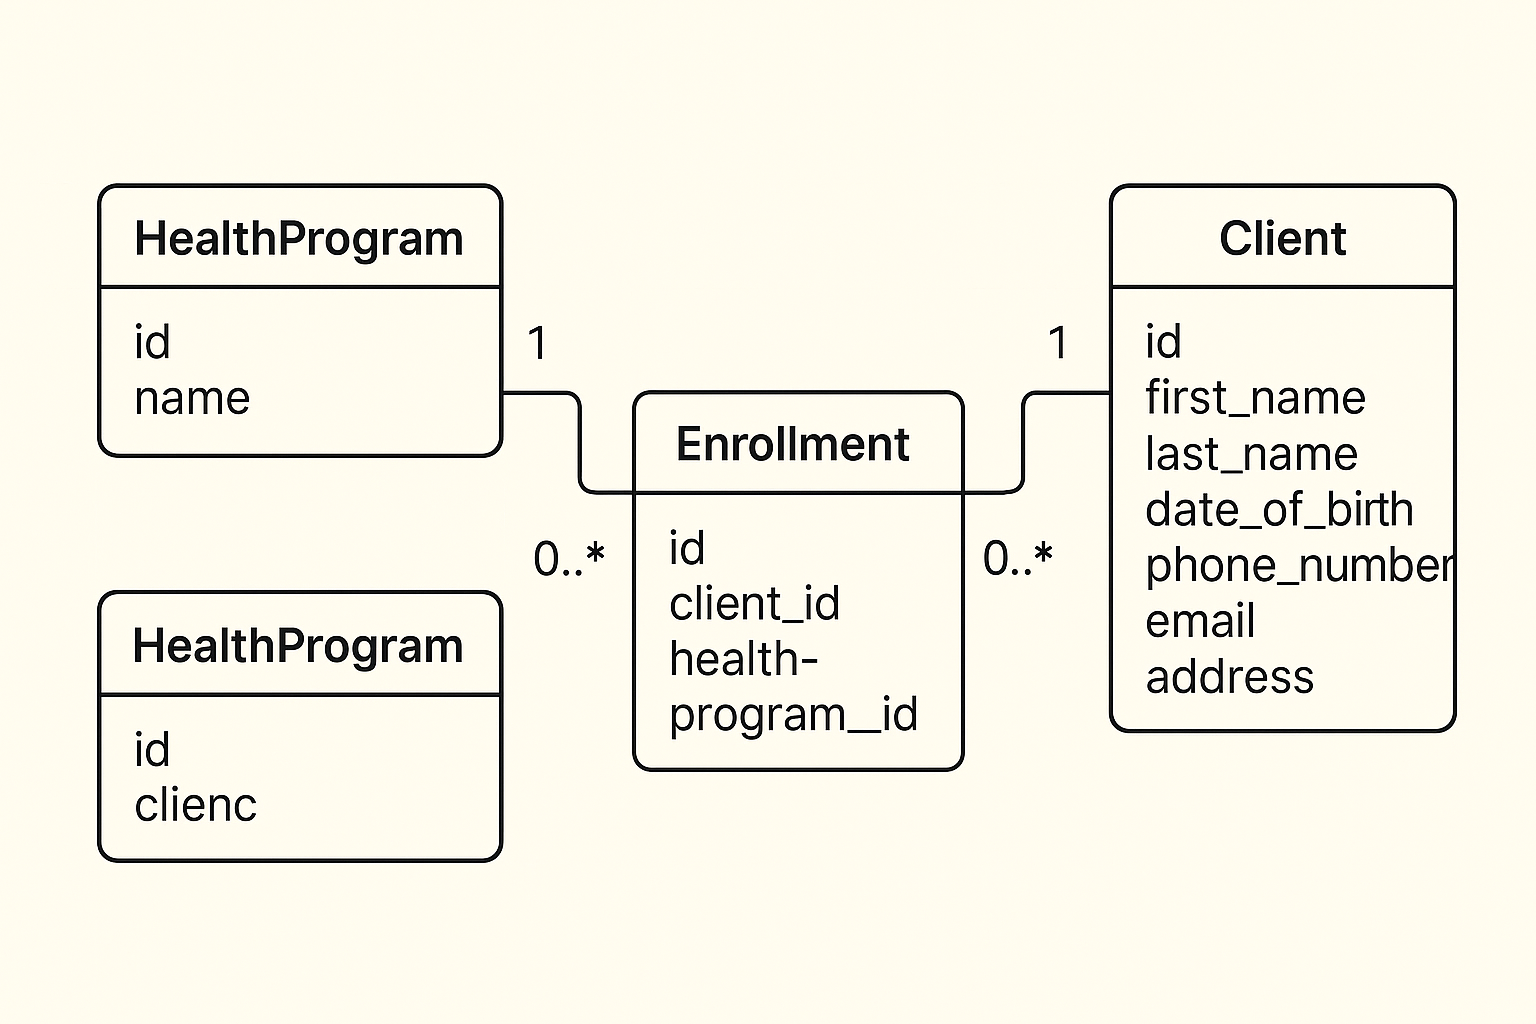 HealthProgram
id
name
1
0..*
HealthProgram
id
clienc
Enrollment
id
client_id
health-
program__id
1
0..*
Client
id
first_name
last_name
date_of_birth
phone_number
email
address